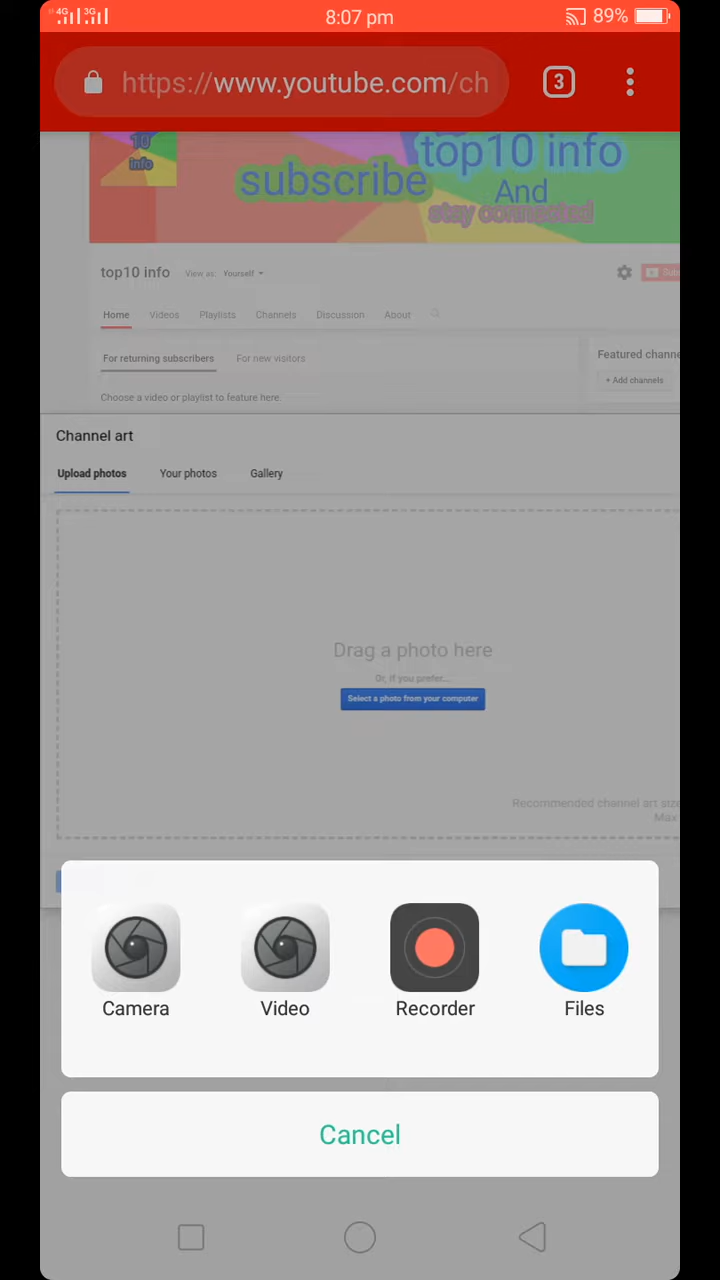 4G 3G 8:07 pm 89%
https://www.youtube.com/ch 3
10
info
subscribe
top10 info
And
stay connected
top10 info View as: Yourself
Home Videos Playlists Channels Discussion About
For returning subscribers For new visitors
Featured channe
+ Add channels
Choose a video or playlist to feature here.
Channel art
Upload photos Your photos Gallery
Drag a photo here
Or, if you prefer...
Select a photo from your computer
Recommended channel art size
Max
Camera Video Recorder Files
Cancel